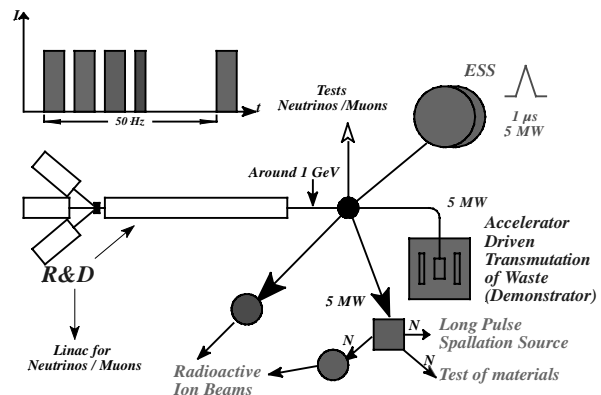 I
t
50 Hz
ESS
1 µs
5 MW
Tests
Neutrinos /Muons
Around 1 GeV
5 MW
Accelerator
Driven
Transmutation
of Waste
(Demonstrator)
R&D
Linac for
Neutrinos / Muons
5 MW
N
N
N
Long Pulse
Spallation Source
Test of materials
Radioactive
Ion Beams